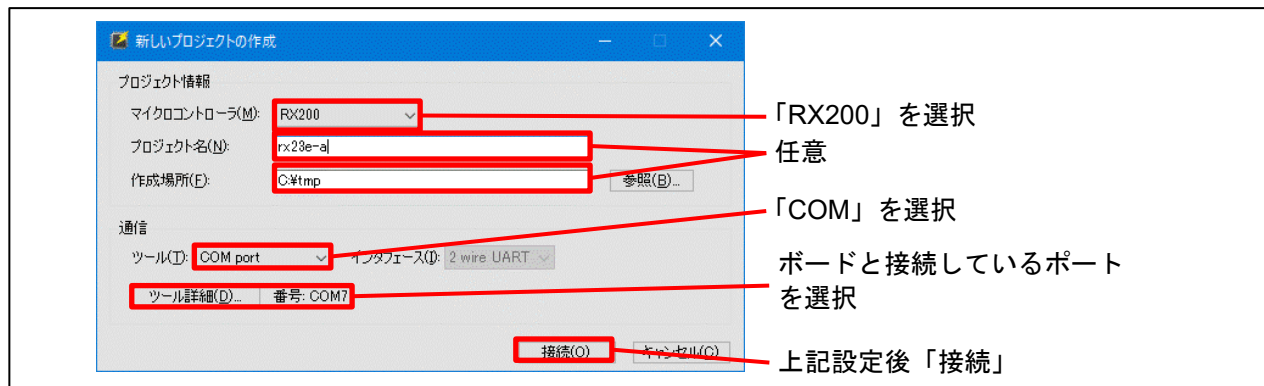 新しいプロジェクトの作成
プロジェクト情報
マイクロコントローラ(M): RX200
「RX200」を選択
プロジェクト名(N): rx23e-a
任意
作成場所(F): C:¥tmp 参照(B)...
「COM」を選択
通信
ツール(T): COM port インタフェース(I): 2 wire UART
ボードと接続しているポート
を選択
ツール詳細(D)... 番号: COM7
接続(O) キャンセル(C)
上記設定後「接続」